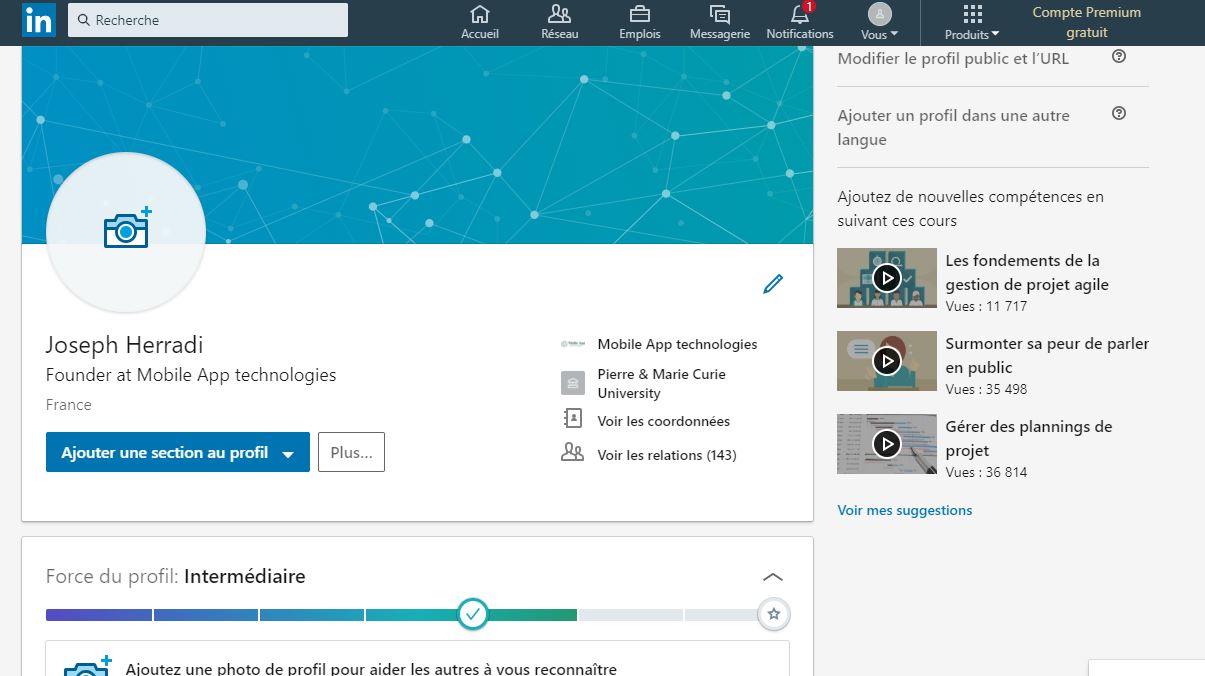 in
Recherche
Accueil
Réseau
Emplois
Messagerie
1
Notifications
Vous
Produits
Compte Premium
gratuit
Joseph Herradi
Founder at Mobile App technologies
France
Ajouter une section au profil
Plus...
Mobile App technologies
Pierre & Marie Curie
University
Voir les coordonnées
Voir les relations (143)
Force du profil: Intermédiaire
Ajoutez une photo de profil pour aider les autres à vous reconnaître
Modifier le profil public et l'URL
Ajouter un profil dans une autre
langue
Ajoutez de nouvelles compétences en
suivant ces cours
Les fondements de la
gestion de projet agile
Vues : 11 717
Surmonter sa peur de parler
en public
Vues : 35 498
Gérer des plannings de
projet
Vues : 36 814
Voir mes suggestions